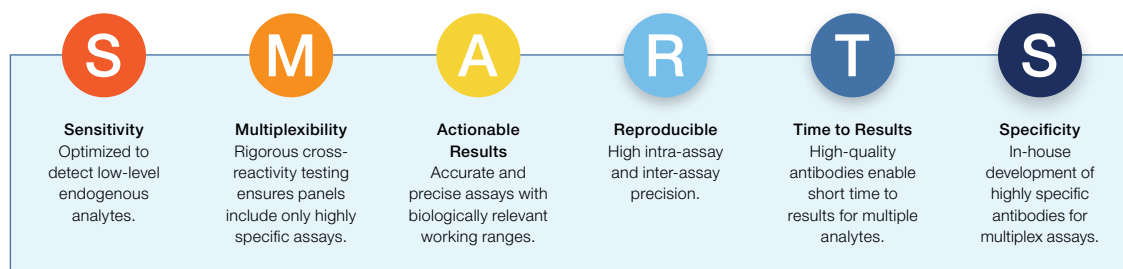 S
M
A
R
T
S
Sensitivity
Optimized to
detect low-level
endogenous
analytes.
Multiplexibility
Rigorous cross-
reactivity testing
ensures panels
include only highly
specific assays.
Actionable
Results
Accurate and
precise assays with
biologically relevant
working ranges.
Reproducible
High intra-assay
and inter-assay
precision.
Time to Results
High-quality
antibodies enable
short time to
results for multiple
analytes.
Specificity
In-house
development of
highly specific
antibodies for
multiplex assays.